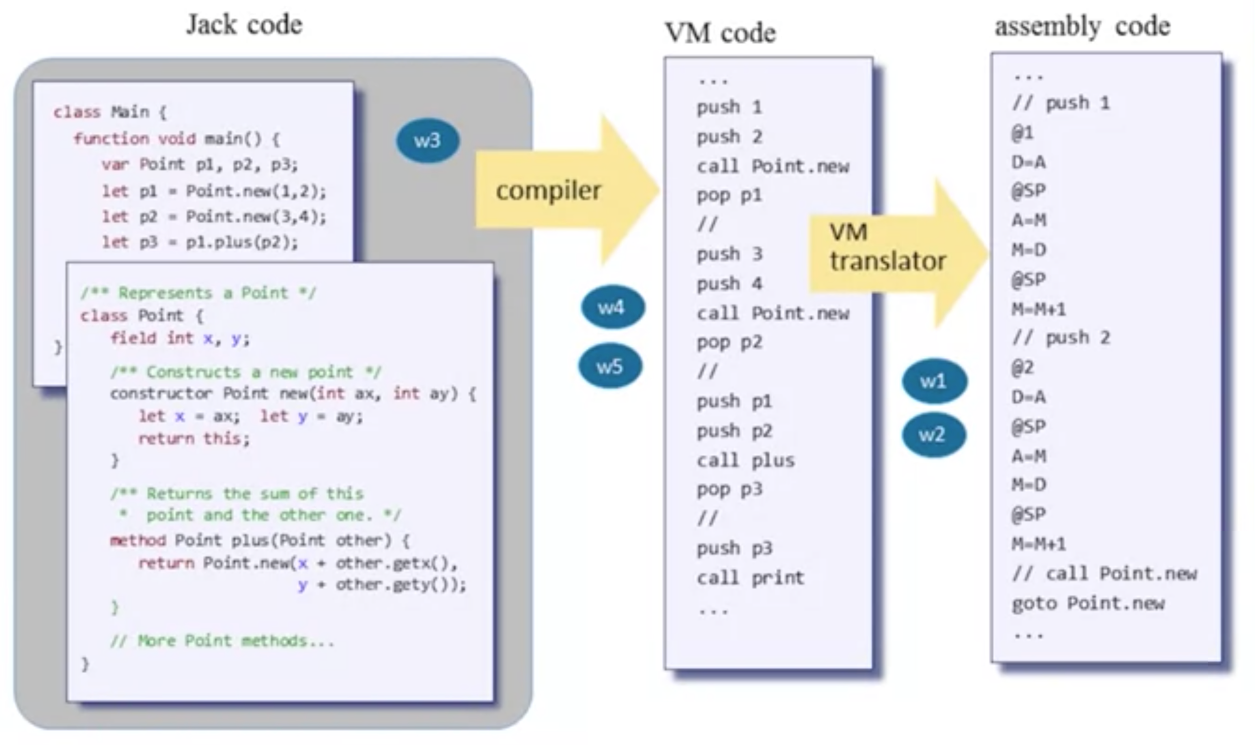 Jack code
class Main {
function void main() {
var Point p1, p2, p3;
let p1 = Point.new(1,2);
let p2 = Point.new(3,4);
let p3 = p1.plus(p2);
}
/** Represents a Point */
class Point {
field int x, y;
/** Constructs a new point */
constructor Point new(int ax, int ay) {
let x = ax;  let y = ay;
return this;
}
/** Returns the sum of this
*  point and the other one. */
method Point plus(Point other) {
return Point.new(x + other.getx(),
y + other.gety());
}
// More Point methods...
}
w3
compiler
w4
w5
VM code
...
push 1
push 2
call Point.new
pop p1
//
push 3
push 4
call Point.new
pop p2
//
push p1
push p2
call plus
pop p3
//
push p3
call print
...
VM
translator
w1
w2
assembly code
...
// push 1
@1
D=A
@SP
A=M
M=D
@SP
M=M+1
// push 2
@2
D=A
@SP
A=M
M=D
@SP
M=M+1
// call Point.new
goto Point.new
...